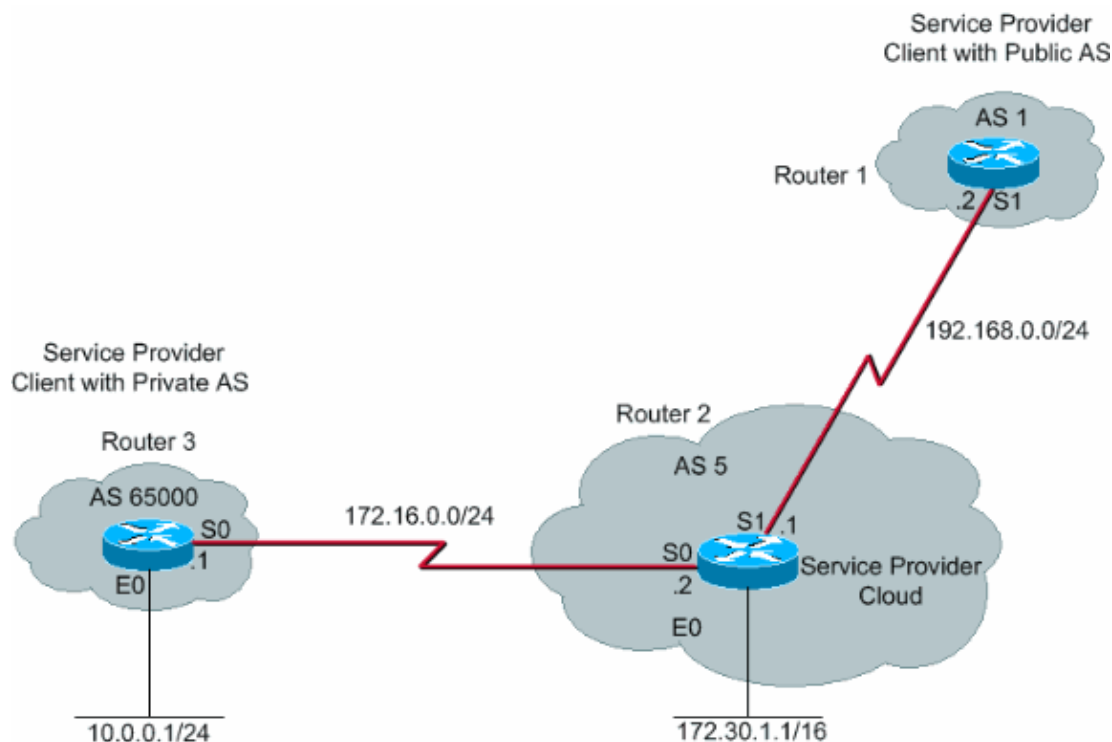 Service Provider
Client with Public AS
AS 1
Router 1
.2 S1
192.168.0.0/24
Service Provider
Client with Private AS
Router 3
AS 65000
S0
.1
E0
10.0.0.1/24
172.16.0.0/24
Router 2
AS 5
S1 .1
S0
.2
Service Provider
Cloud
E0
172.30.1.1/16